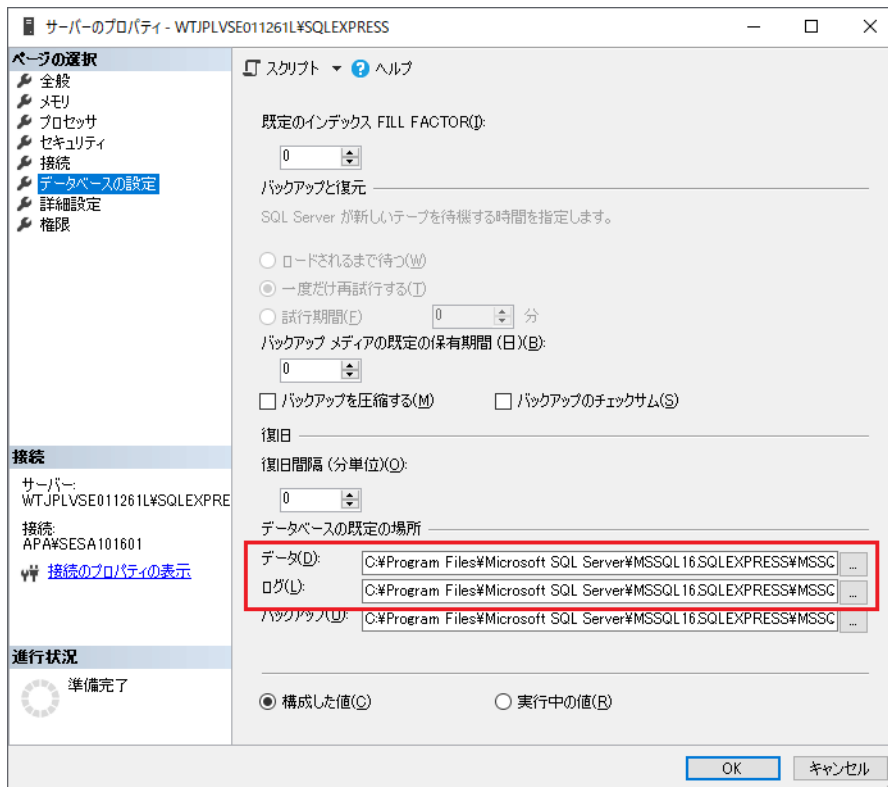 サーバーのプロパティ - WTJPLVSE011261L¥SQLEXPRESS
ページの選択
全般
メモリ
プロセッサ
セキュリティ
接続
データベースの設定
詳細設定
権限
接続
サーバー:
WTJPLVSE011261L¥SQLEXPRE
接続:
APA¥SESA101601
接続のプロパティの表示
進行状況
準備完了
スクリプト ヘルプ
既定のインデックス FILL FACTOR(I):
0
バックアップと復元
SQL Server が新しいテープを待機する時間を指定します。
ロードされるまで待つ(W)
一度だけ再試行する(T)
試行期間(F) 0 分
バックアップ メディアの既定の保有期間 (日)(B):
0
バックアップを圧縮する(M) バックアップのチェックサム(S)
復旧
復旧間隔 (分単位)(O):
0
データベースの既定の場所
データ(D): C:¥Program Files¥Microsoft SQL Server¥MSSQL16.SQLEXPRESS¥MSSQ ...
ログ(L): C:¥Program Files¥Microsoft SQL Server¥MSSQL16.SQLEXPRESS¥MSSQ ...
バックアップ(U): C:¥Program Files¥Microsoft SQL Server¥MSSQL16.SQLEXPRESS¥MSSQ ...
構成した値(C) 実行中の値(R)
OK キャンセル